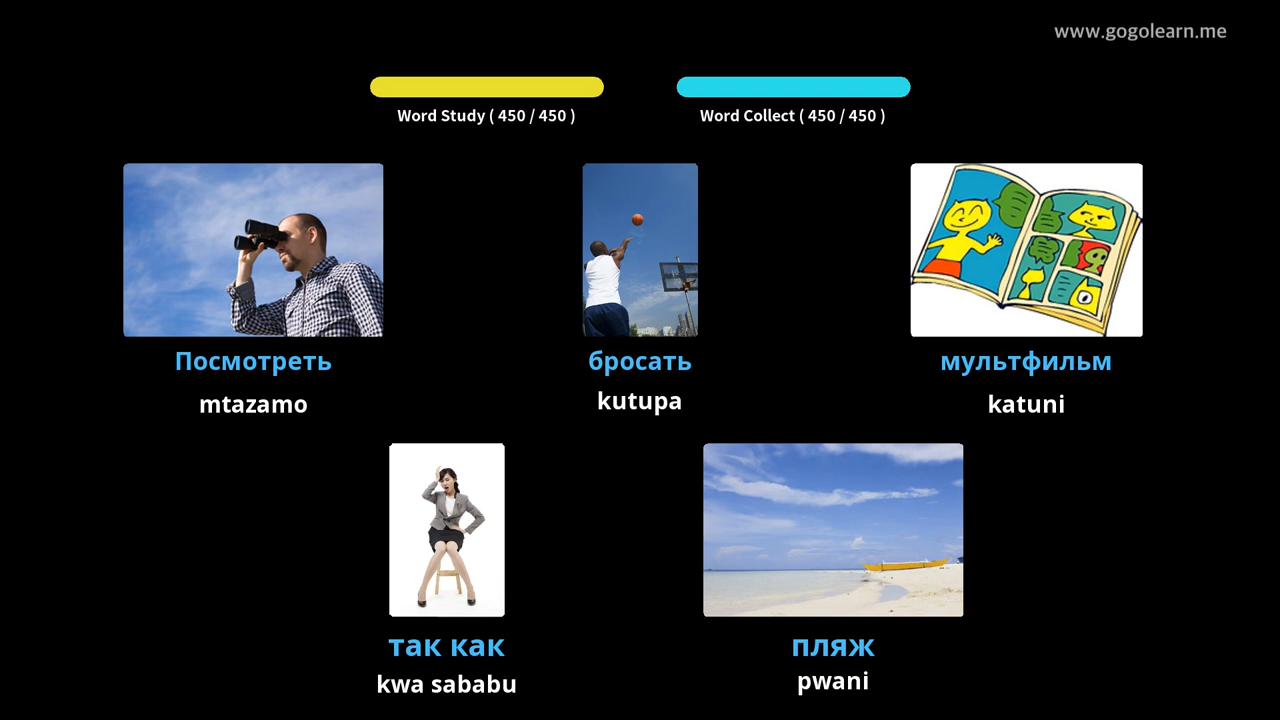 www.gogolearn.me
Word Study ( 450 / 450 )
Word Collect ( 450 / 450 )
Посмотреть
mtazamo
бросать
kutupa
мультфильм
katuni
так как
kwa sababu
пляж
pwani